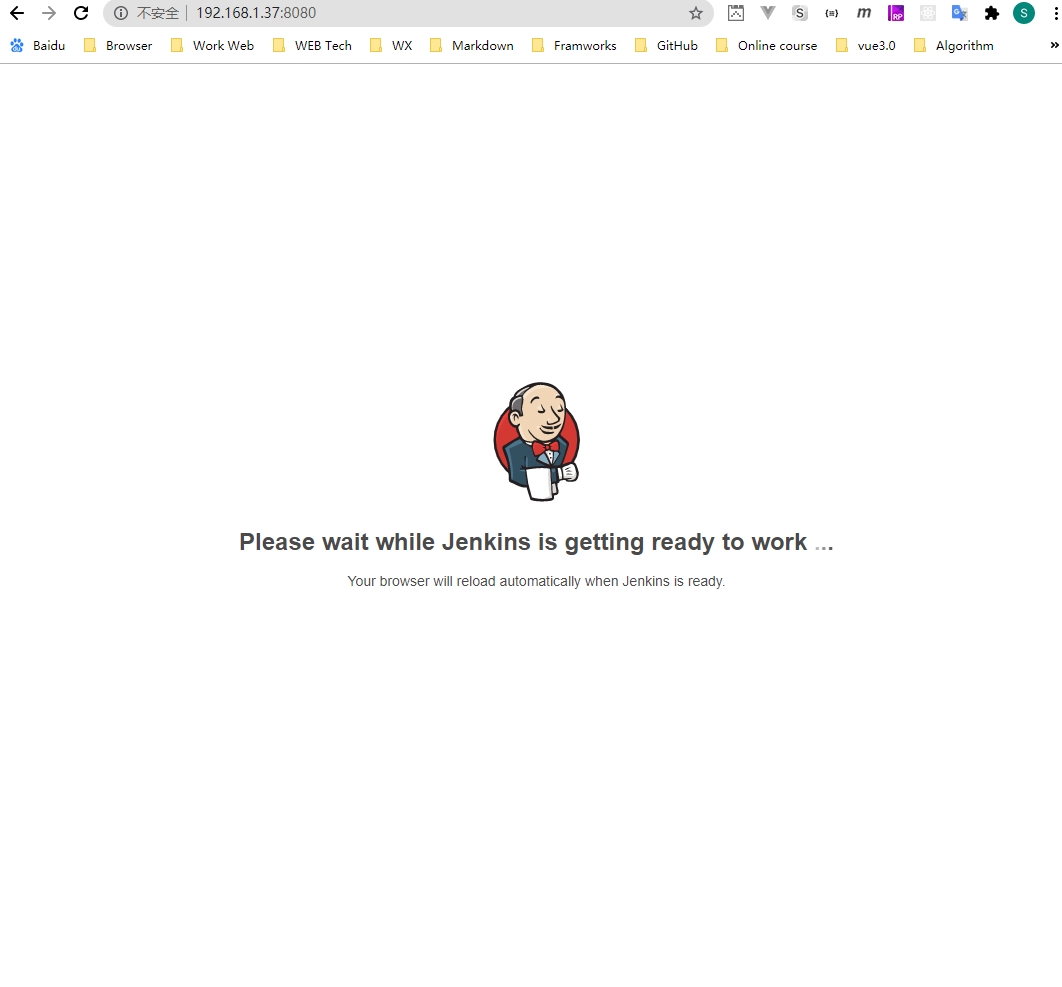 不安全 192.168.1.37:8080 S {≡} m RP G S
Baidu Browser Work Web WEB Tech WX Markdown Framworks GitHub Online course vue3.0 Algorithm »
Please wait while Jenkins is getting ready to work ...
Your browser will reload automatically when Jenkins is ready.